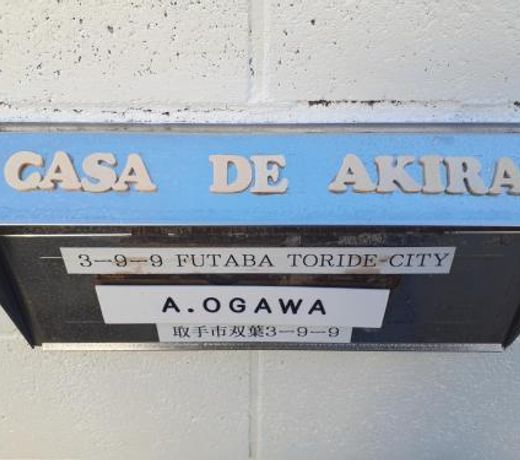 CASA DE AKIRA
3-9-9 FUTABA TORIDE-CITY
A.OGAWA
取手市双葉3-9-9